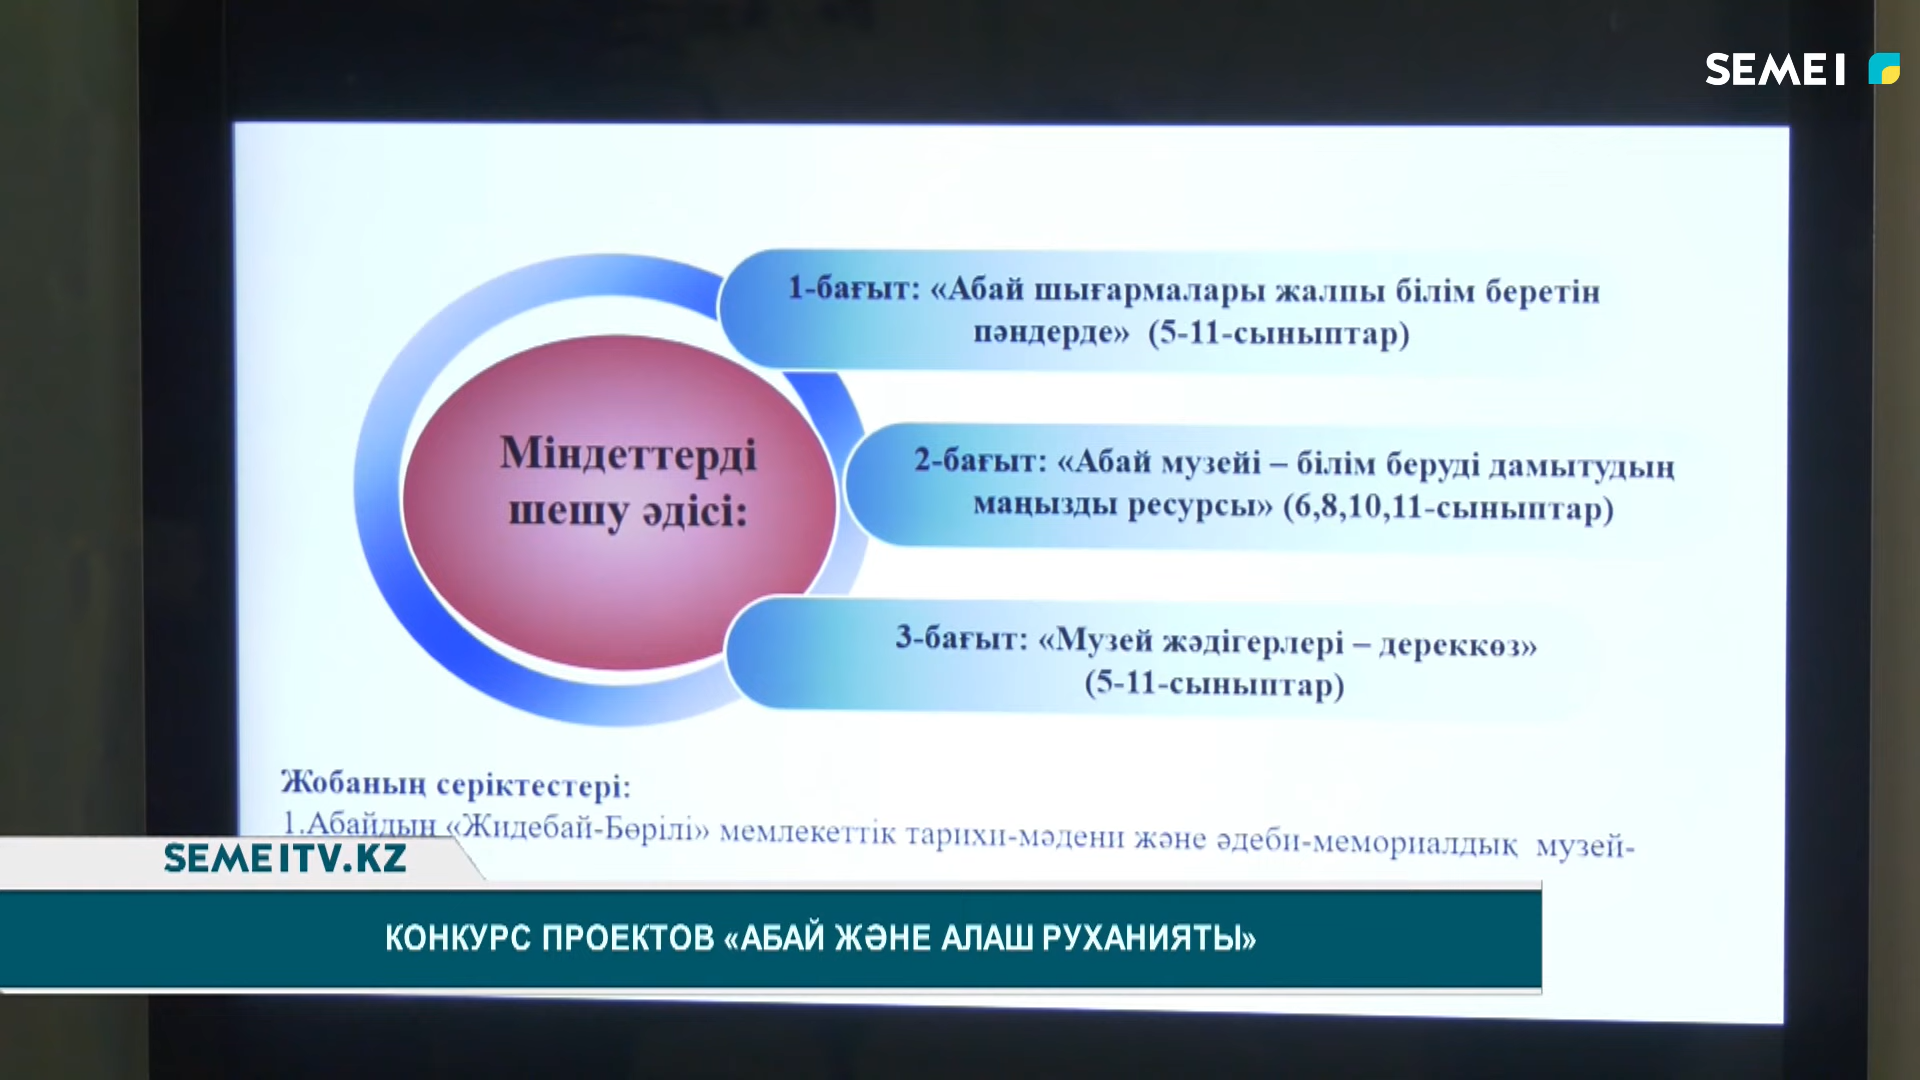 SEMEI
1-бағыт: «Абай шығармалары жалпы білім беретін
пәндерде» (5-11-сыныптар)
Міндеттерді
шешу әдісі:
2-бағыт: «Абай музейі – білім беруді дамытудың
маңызды ресурсы» (6,8,10,11-сыныптар)
3-бағыт: «Музей жәдігерлері – дереккөз»
(5-11-сыныптар)
Жобаның серіктестері:
1.Абайдың «Жидебай-Бөрілі» мемлекеттік тарихи-мәдени және әдеби-мемориалдық музей-
SEMEITV.KZ
КОНКУРС ПРОЕКТОВ «АБАЙ ЖӘНЕ АЛАШ РУХАНИЯТЫ»